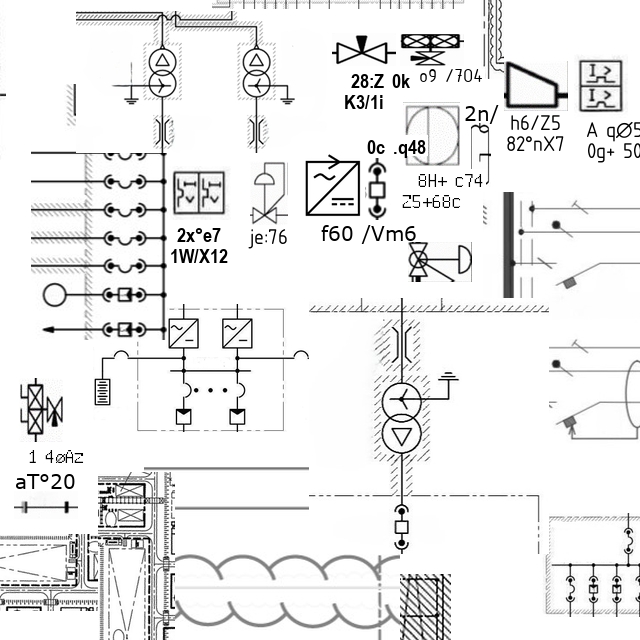 28:Z 0k
K3/1i
o9 /704
2n/
h6/Z5
82°nX7
A qØ5
0g+ 50
0c .q48
8H+ c74
Z5+68c
2x°e7
1W/X12
je:76
f60 /Vm6
1 4øAz
aT°20